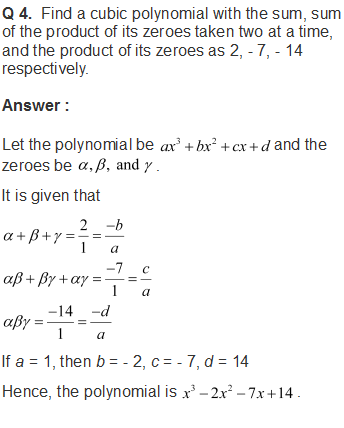 Q 4. Find a cubic polynomial with the sum, sum
of the product of its zeroes taken two at a time,
and the product of its zeroes as 2, - 7, - 14
respectively.
Answer :
Let the polynomial be ax³ + bx² + cx + d and the
zeroes be α, β, and γ .
It is given that
α + β + γ = 2/1 = -b/a
αβ + βγ + αγ = -7/1 = c/a
αβγ = -14/1 = -d/a
If a = 1, then b = - 2, c = - 7, d = 14
Hence, the polynomial is x³ – 2x² – 7x + 14 .